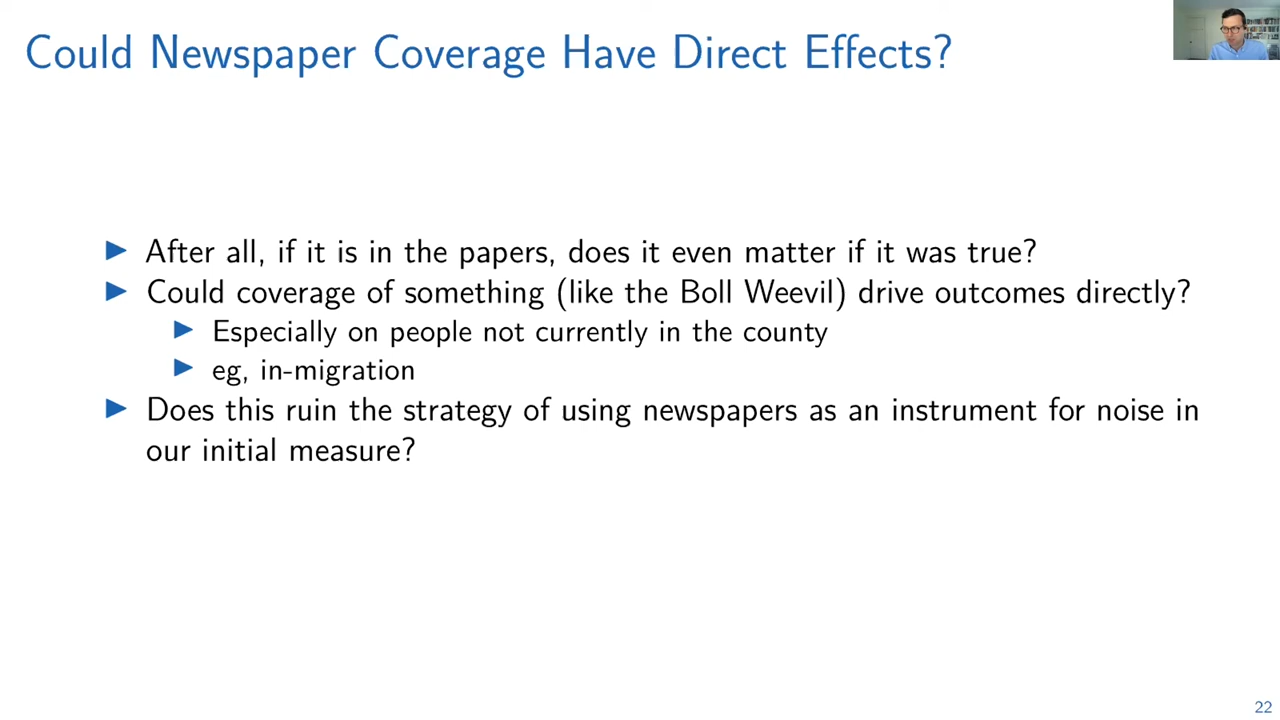 Could Newspaper Coverage Have Direct Effects?
After all, if it is in the papers, does it even matter if it was true?
Could coverage of something (like the Boll Weevil) drive outcomes directly?
Especially on people not currently in the county
eg, in-migration
Does this ruin the strategy of using newspapers as an instrument for noise in
our initial measure?
22